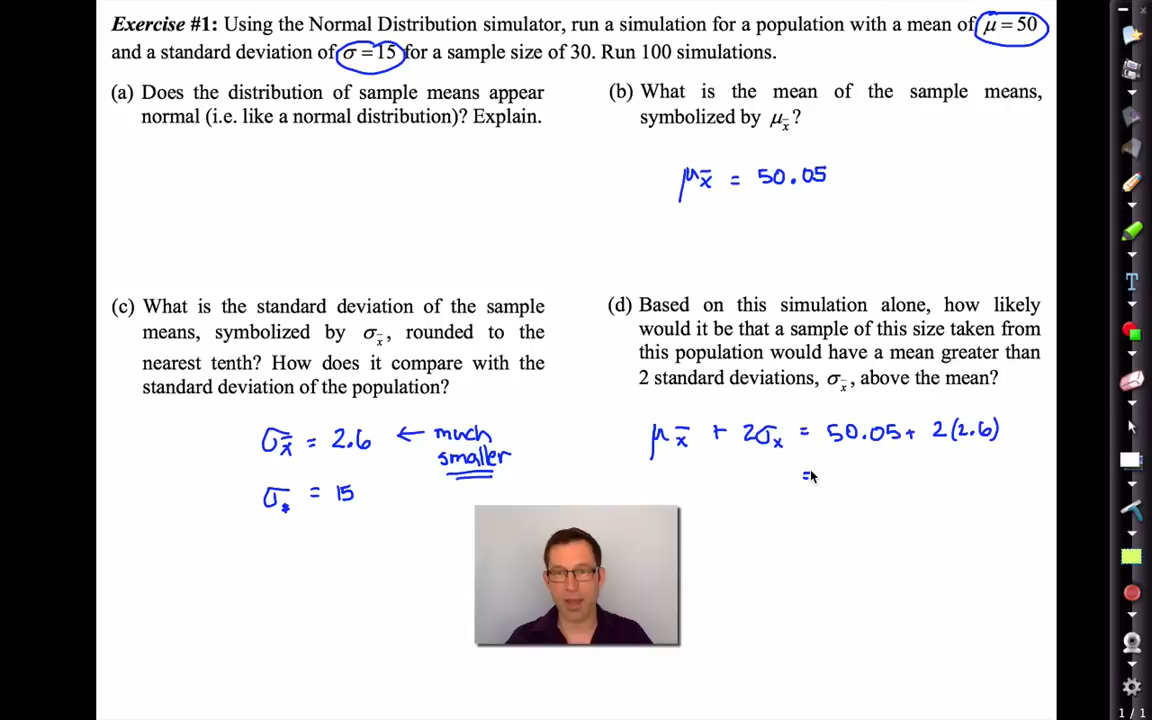 Exercise #1: Using the Normal Distribution simulator, run a simulation for a population with a mean of μ = 50
and a standard deviation of σ = 15 for a sample size of 30. Run 100 simulations.
(a) Does the distribution of sample means appear
normal (i.e. like a normal distribution)? Explain.
(b) What is the mean of the sample means,
symbolized by μx̄?
μx̄ = 50.05
(c) What is the standard deviation of the sample
means, symbolized by σx̄, rounded to the
nearest tenth? How does it compare with the
standard deviation of the population?
σx̄ = 2.6 ← much
smaller
σ = 15
(d) Based on this simulation alone, how likely
would it be that a sample of this size taken from
this population would have a mean greater than
2 standard deviations, σx̄, above the mean?
μx̄ + 2σx = 50.05 + 2(2.6)
=
T
1 / 1